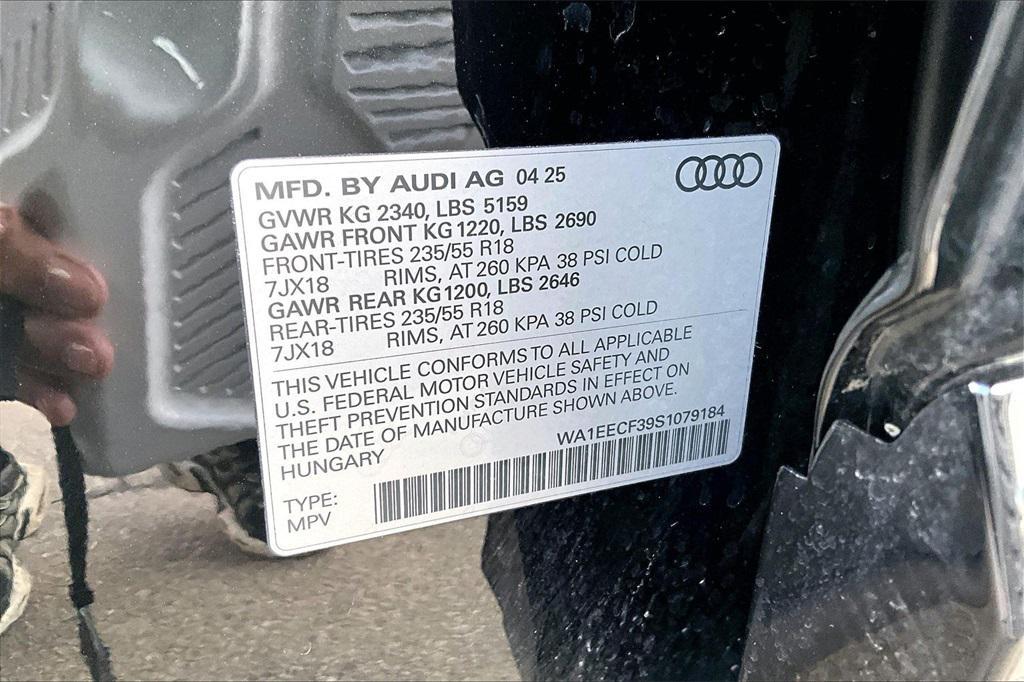 MFD. BY AUDI AG 04 25
GVWR KG 2340, LBS 5159
GAWR FRONT KG 1220, LBS 2690
FRONT-TIRES 235/55 R18
7JX18 RIMS, AT 260 KPA 38 PSI COLD
GAWR REAR KG 1200, LBS 2646
REAR-TIRES 235/55 R18
7JX18 RIMS, AT 260 KPA 38 PSI COLD
THIS VEHICLE CONFORMS TO ALL APPLICABLE
U.S. FEDERAL MOTOR VEHICLE SAFETY AND
THEFT PREVENTION STANDARDS IN EFFECT ON
THE DATE OF MANUFACTURE SHOWN ABOVE.
HUNGARY WA1EECF39S1079184
TYPE:
MPV